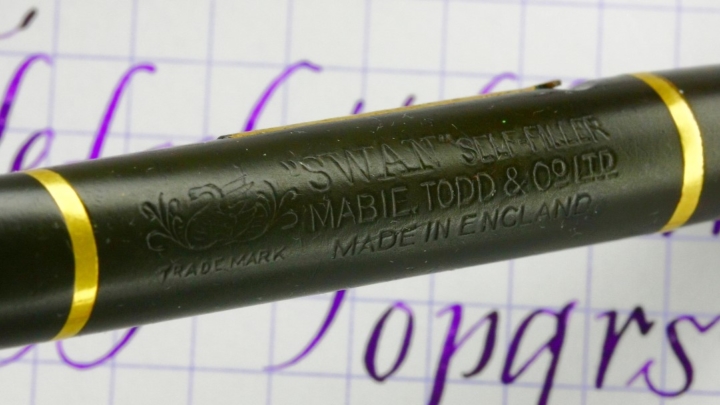 "SWAN" SELF FILLER
MABIE, TODD & Co LTD
MADE IN ENGLAND
TRADE MARK
opqrs